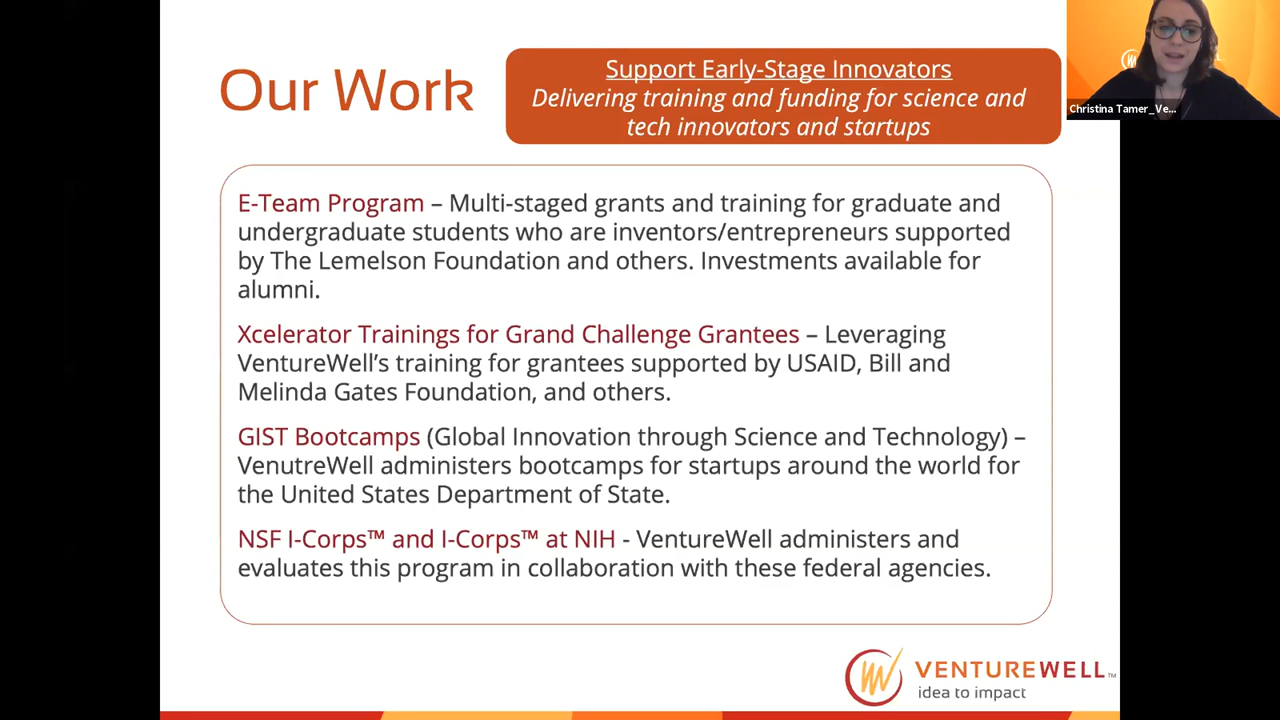 Our Work
Support Early-Stage Innovators
Delivering training and funding for science and
tech innovators and startups
Christina Tamer_Ve...
E-Team Program – Multi-staged grants and training for graduate and
undergraduate students who are inventors/entrepreneurs supported
by The Lemelson Foundation and others. Investments available for
alumni.
Xcelerator Trainings for Grand Challenge Grantees – Leveraging
VentureWell’s training for grantees supported by USAID, Bill and
Melinda Gates Foundation, and others.
GIST Bootcamps (Global Innovation through Science and Technology) –
VenutreWell administers bootcamps for startups around the world for
the United States Department of State.
NSF I-Corps™ and I-Corps™ at NIH - VentureWell administers and
evaluates this program in collaboration with these federal agencies.
VENTUREWELL™
idea to impact